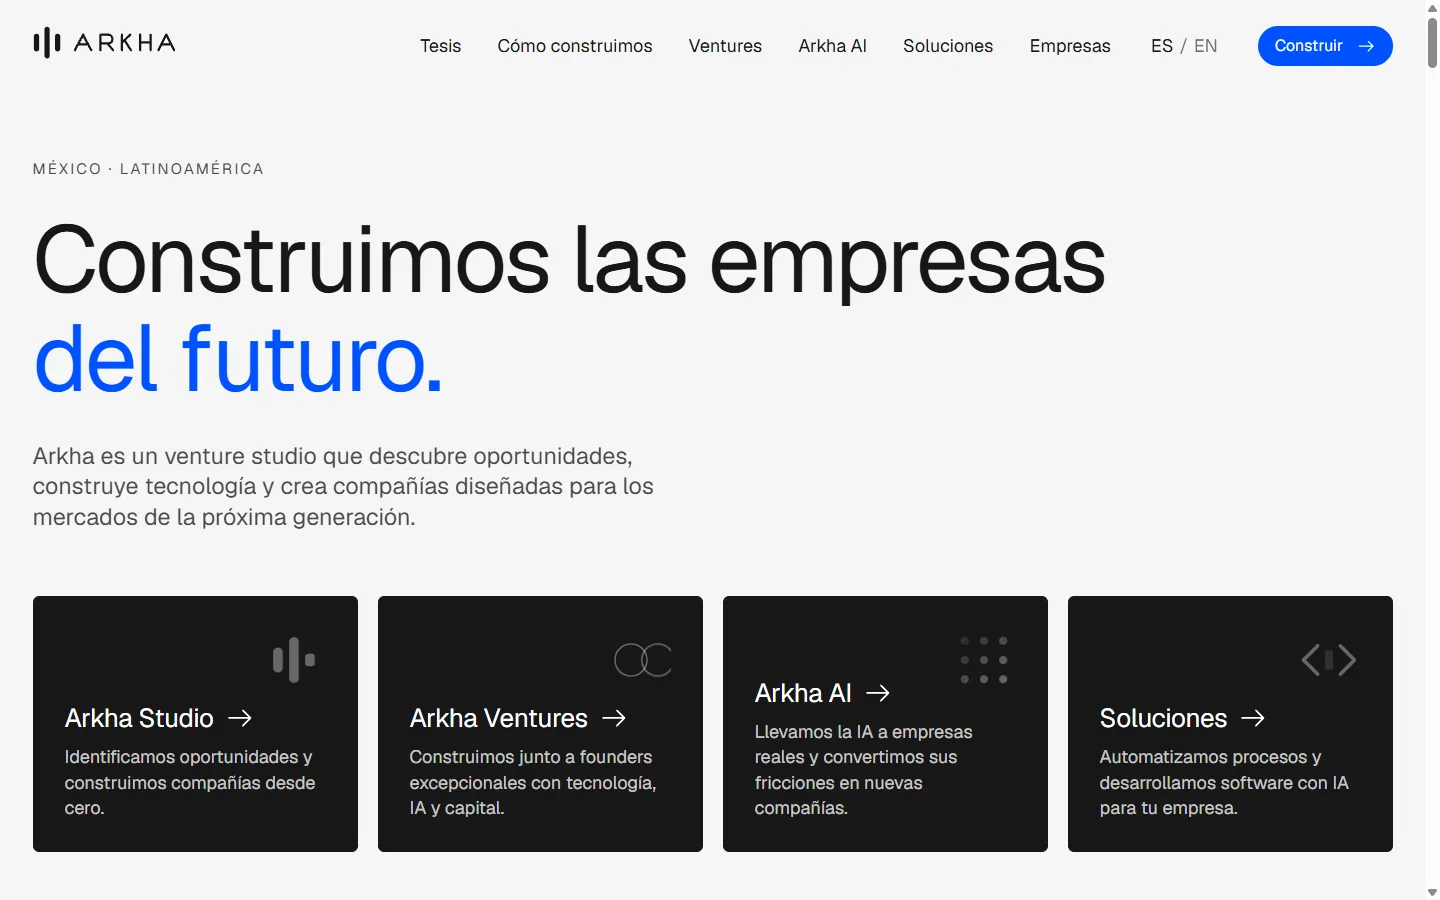 ARKHA
Tesis
Cómo construimos
Ventures
Arkha AI
Soluciones
Empresas
ES / EN
Construir →
MÉXICO · LATINOAMÉRICA
Construimos las empresas
del futuro.
Arkha es un venture studio que descubre oportunidades,
construye tecnología y crea compañías diseñadas para los
mercados de la próxima generación.
Arkha Studio →
Identificamos oportunidades y
construimos compañías desde
cero.
Arkha Ventures →
Construimos junto a founders
excepcionales con tecnología,
IA y capital.
Arkha AI →
Llevamos la IA a empresas
reales y convertimos sus
fricciones en nuevas
compañías.
Soluciones →
Automatizamos procesos y
desarrollamos software con IA
para tu empresa.